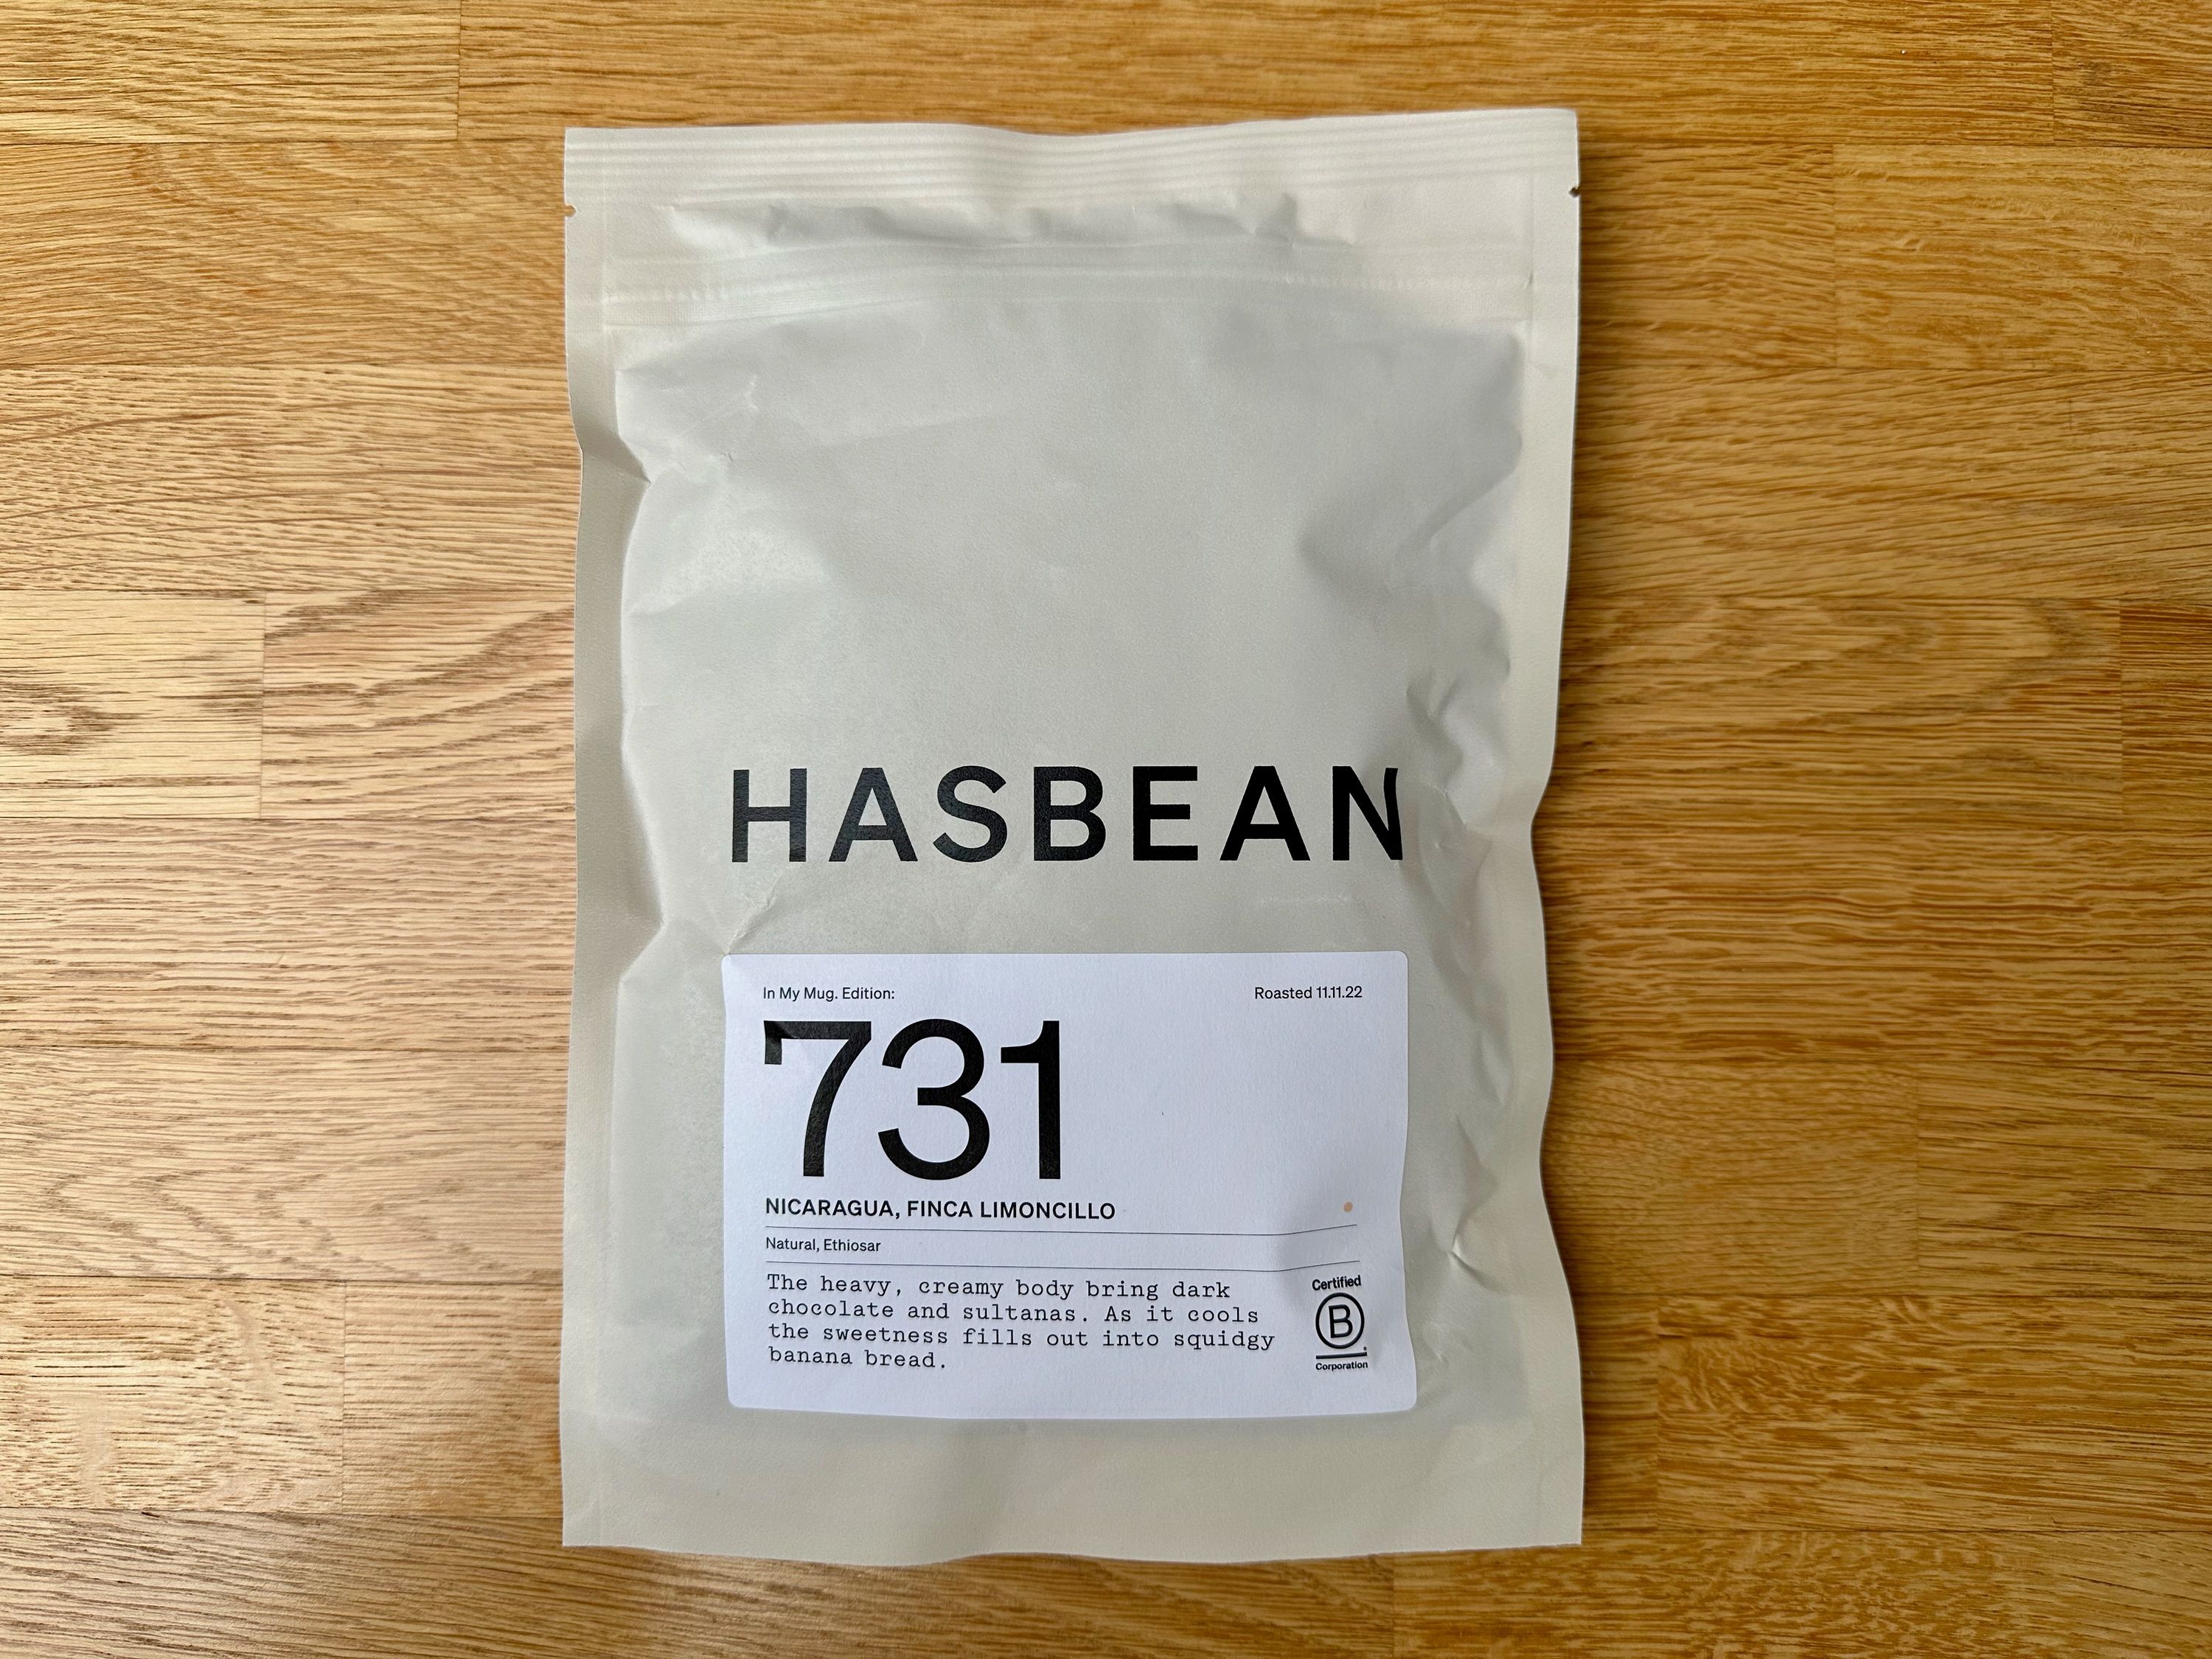 HASBEAN
In My Mug. Edition:
Roasted 11.11.22
731
NICARAGUA, FINCA LIMONCILLO
Natural, Ethiosar
The heavy, creamy body bring dark
chocolate and sultanas. As it cools
the sweetness fills out into squidgy
banana bread.
Certified
B
Corporation